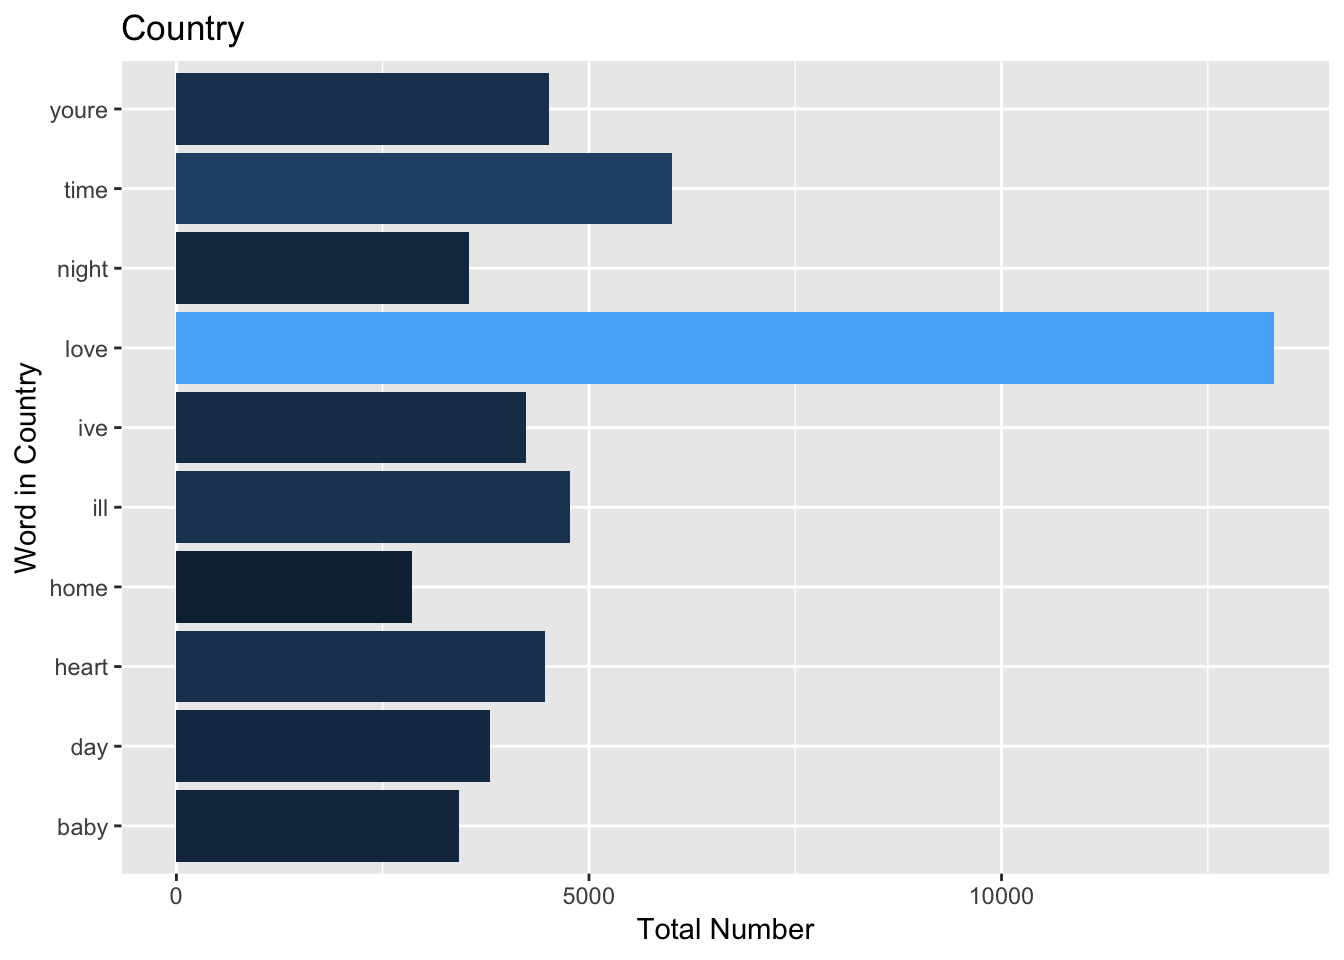 Country
youre
time
night
love
ive
ill
home
heart
day
baby
Word in Country
0 5000 10000
Total Number